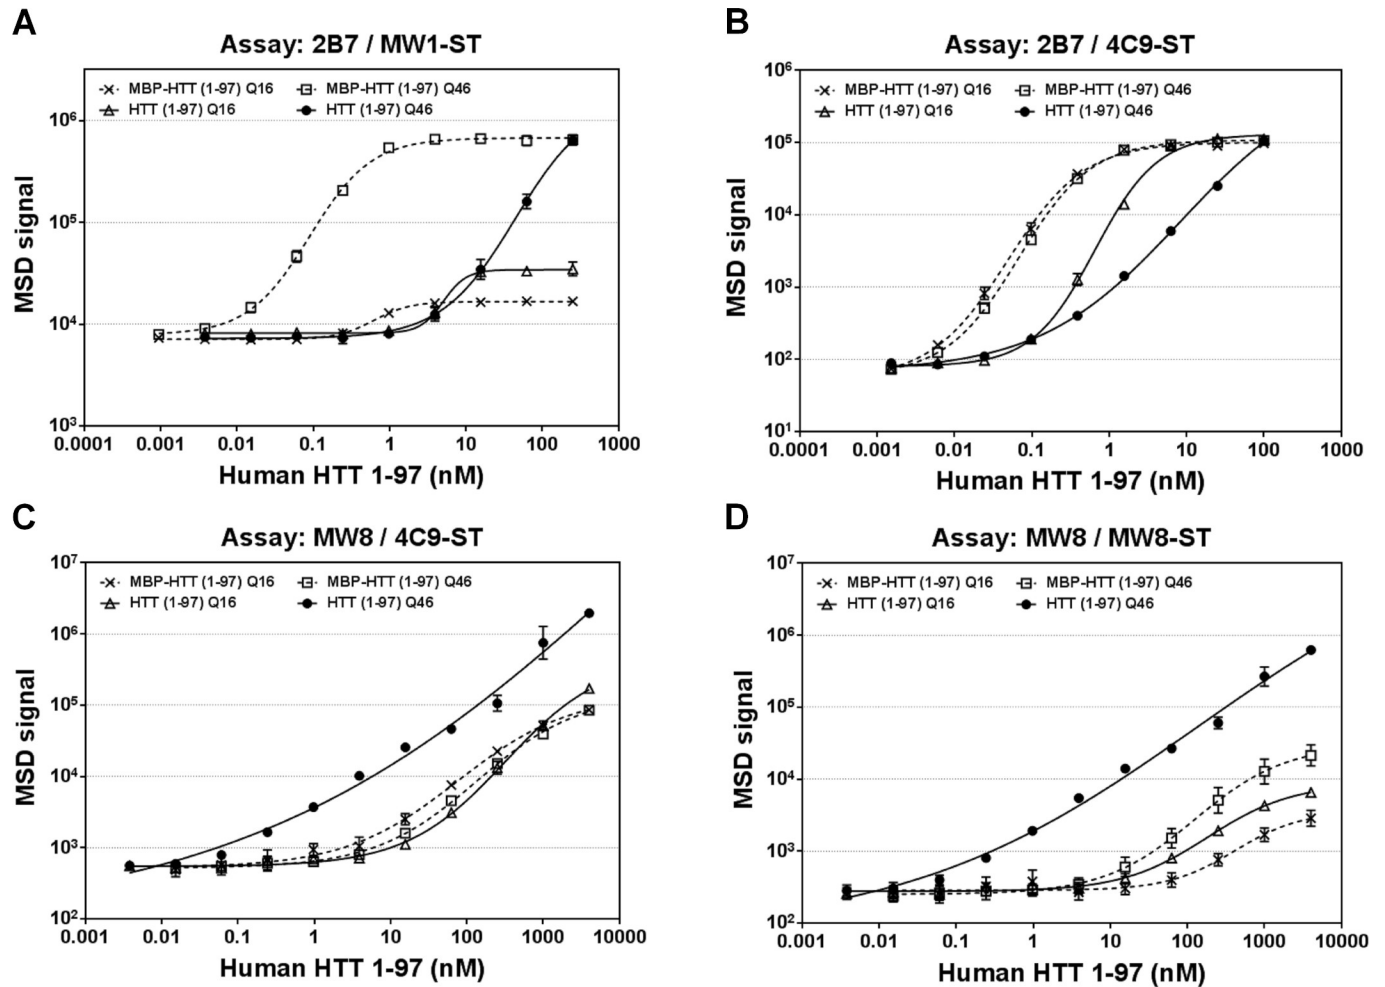 A
Assay: 2B7 / MW1-ST
MBP-HTT (1-97) Q16
MBP-HTT (1-97) Q46
HTT (1-97) Q16
HTT (1-97) Q46
MSD signal
10⁶
10⁵
10⁴
10³
0.0001 0.001 0.01 0.1 1 10 100 1000
Human HTT 1-97 (nM)
B
Assay: 2B7 / 4C9-ST
MBP-HTT (1-97) Q16
MBP-HTT (1-97) Q46
HTT (1-97) Q16
HTT (1-97) Q46
MSD signal
10⁶
10⁵
10⁴
10³
10²
10¹
0.0001 0.001 0.01 0.1 1 10 100 1000
Human HTT 1-97 (nM)
C
Assay: MW8 / 4C9-ST
MBP-HTT (1-97) Q16
MBP-HTT (1-97) Q46
HTT (1-97) Q16
HTT (1-97) Q46
MSD signal
10⁷
10⁶
10⁵
10⁴
10³
10²
0.001 0.01 0.1 1 10 100 1000 10000
Human HTT 1-97 (nM)
D
Assay: MW8 / MW8-ST
MBP-HTT (1-97) Q16
MBP-HTT (1-97) Q46
HTT (1-97) Q16
HTT (1-97) Q46
MSD signal
10⁷
10⁶
10⁵
10⁴
10³
10²
0.001 0.01 0.1 1 10 100 1000 10000
Human HTT 1-97 (nM)